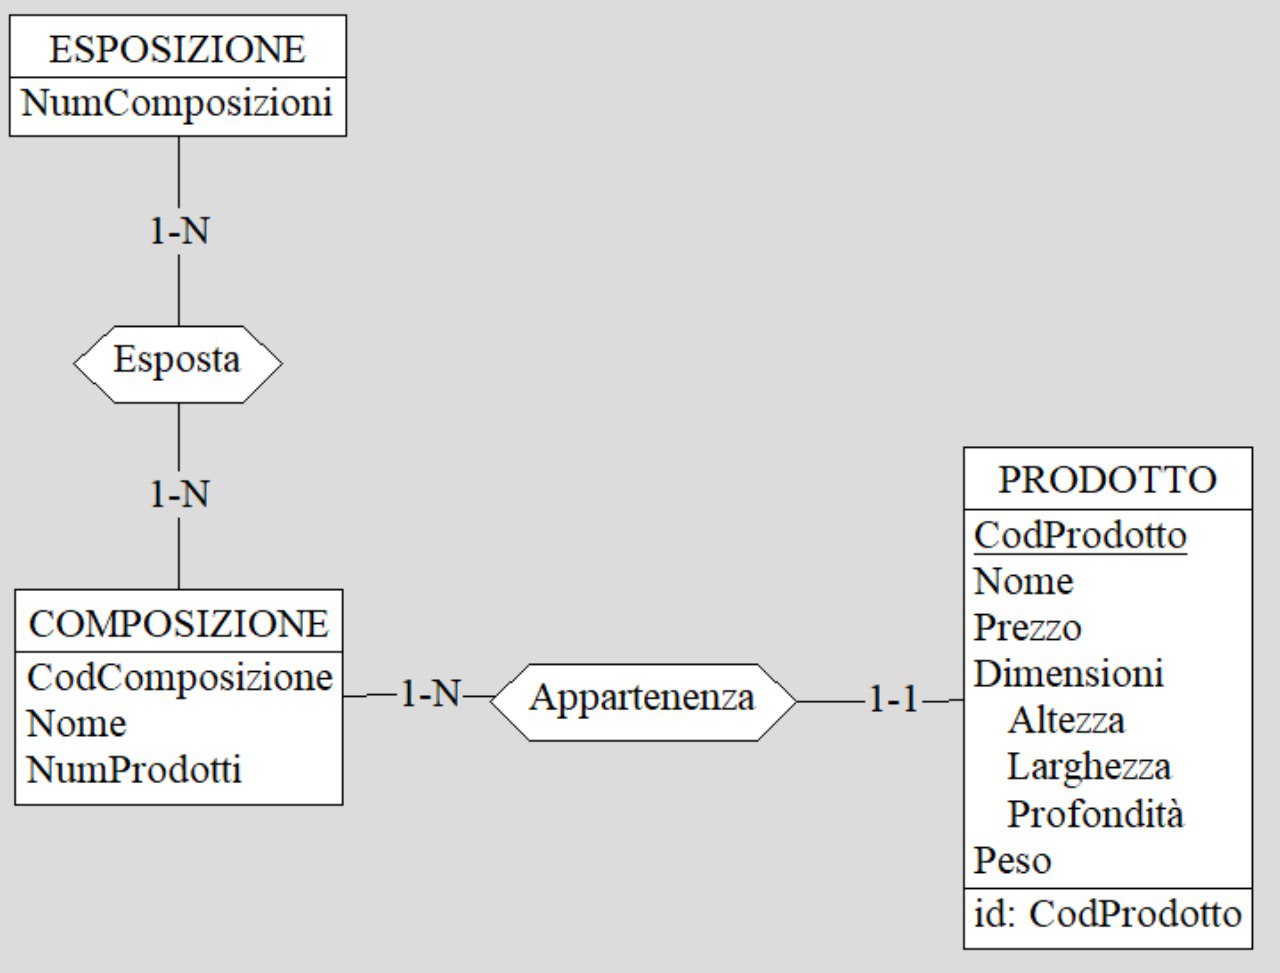 ESPOSIZIONE
NumComposizioni
1-N
Esposta
1-N
COMPOSIZIONE
CodComposizione
Nome
NumProdotti
1-N
Appartenenza
1-1
PRODOTTO
CodProdotto
Nome
Prezzo
Dimensioni
Altezza
Larghezza
Profondità
Peso
id: CodProdotto